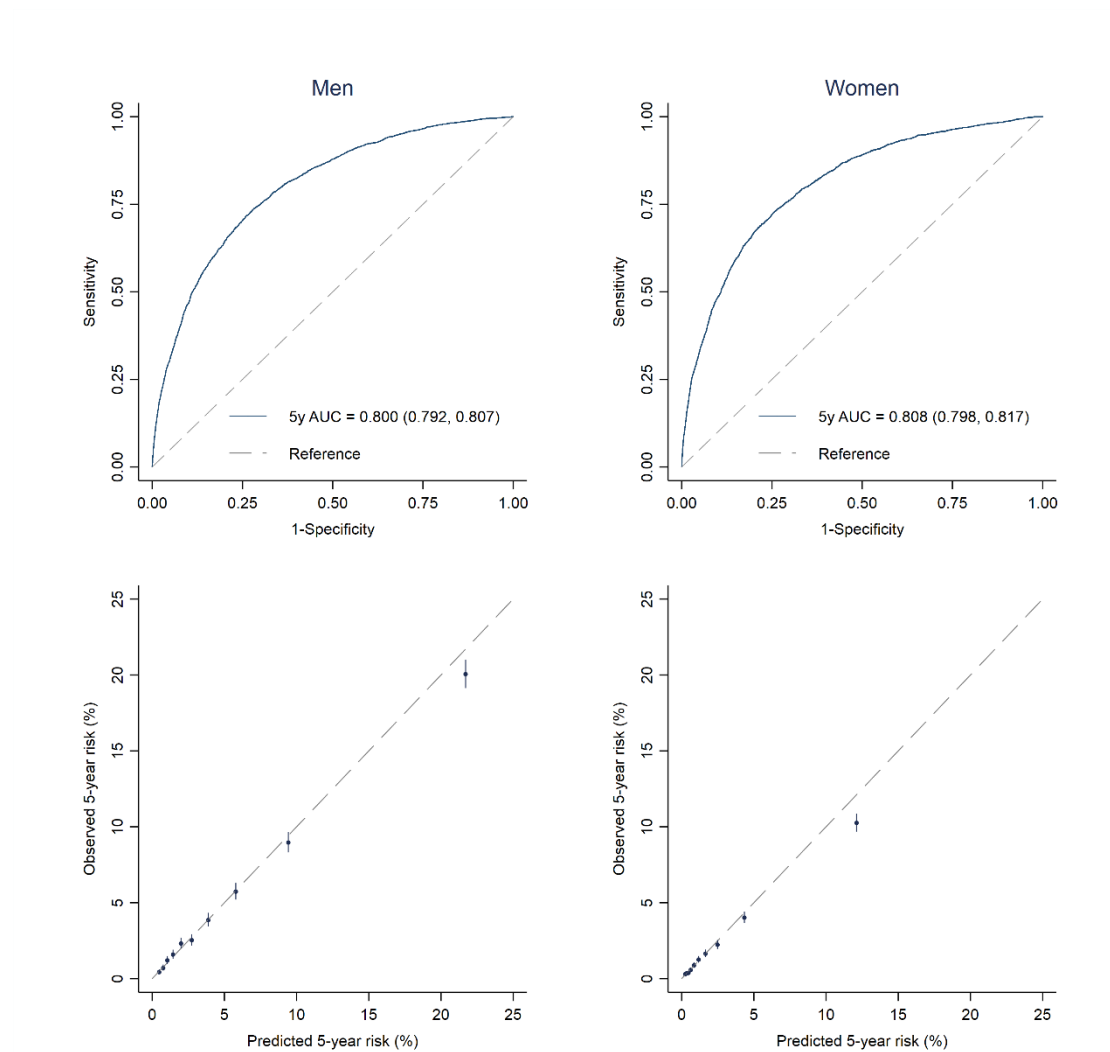 Men
Women
1.00
0.75
0.50
0.25
0.00
Sensitivity
5y AUC = 0.800 (0.792, 0.807)
Reference
0.00 0.25 0.50 0.75 1.00
1-Specificity
1.00
0.75
0.50
0.25
0.00
Sensitivity
5y AUC = 0.808 (0.798, 0.817)
Reference
0.00 0.25 0.50 0.75 1.00
1-Specificity
25
20
15
10
5
0
Observed 5-year risk (%)
0 5 10 15 20 25
Predicted 5-year risk (%)
25
20
15
10
5
0
Observed 5-year risk (%)
0 5 10 15 20 25
Predicted 5-year risk (%)